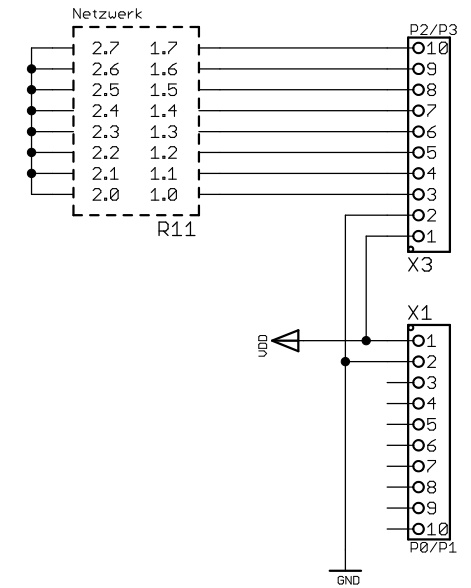 Netzwerk
P2/P3
2.7 1.7 10
2.6 1.6 9
2.5 1.5 8
2.4 1.4 7
2.3 1.3 6
2.2 1.2 5
2.1 1.1 4
2.0 1.0 3
2
R11
1
X3
X1
VDD
1
2
3
4
5
6
7
8
9
10
P0/P1
GND